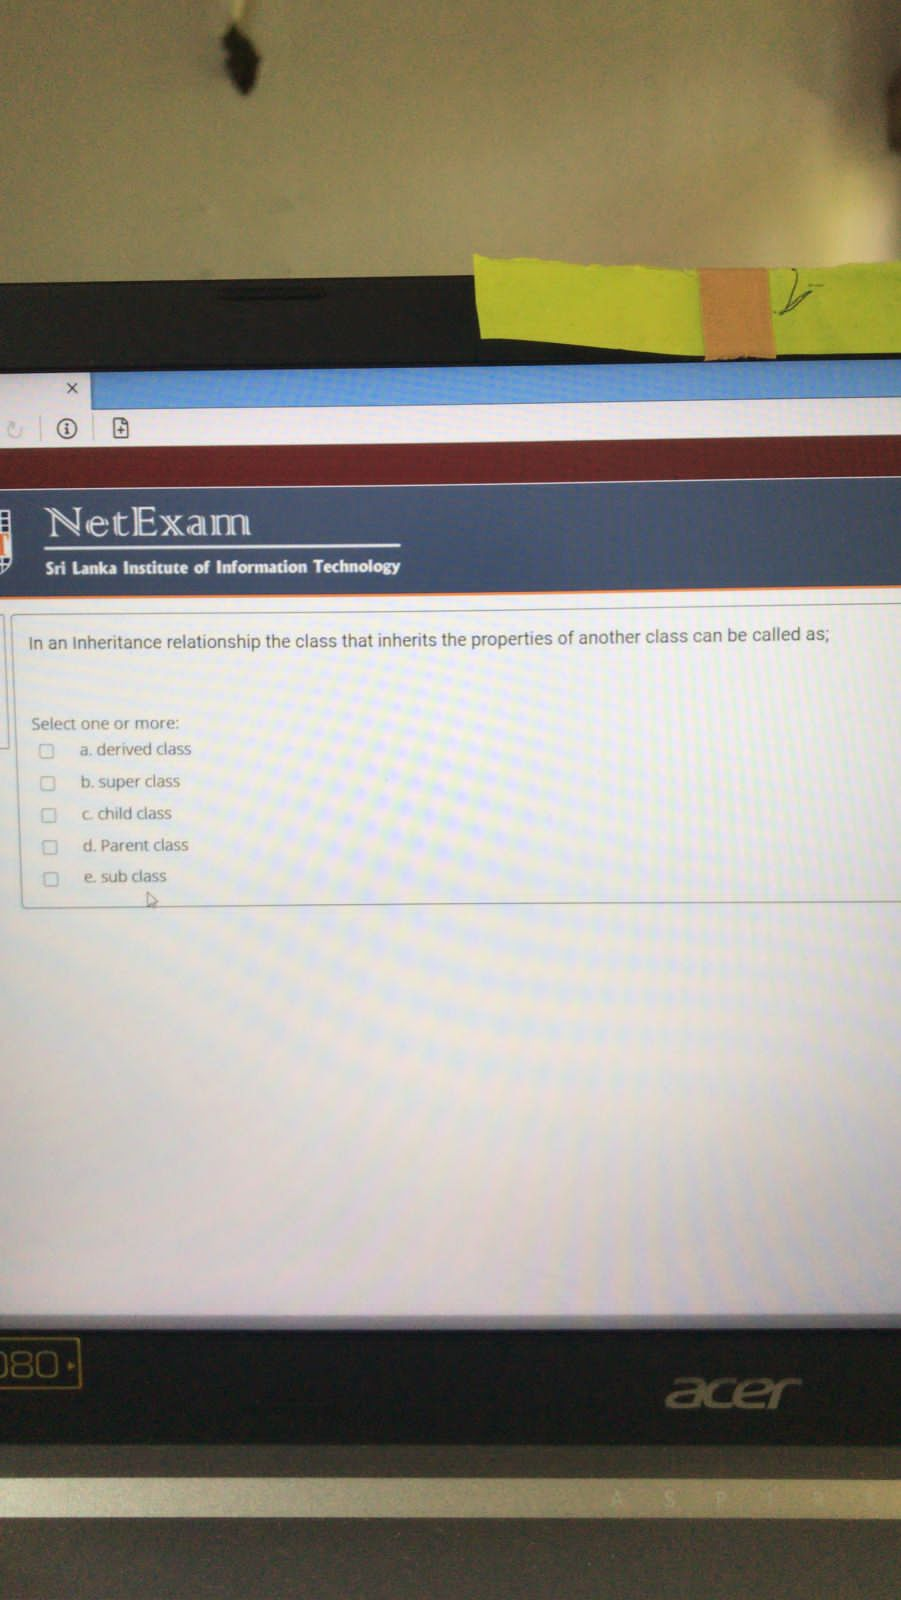 NetExam
Sri Lanka Institute of Information Technology
In an Inheritance relationship the class that inherits the properties of another class can be called as;
Select one or more:
a. derived class
b. super class
c. child class
d. Parent class
e. sub class
080
acer
ASPIRE